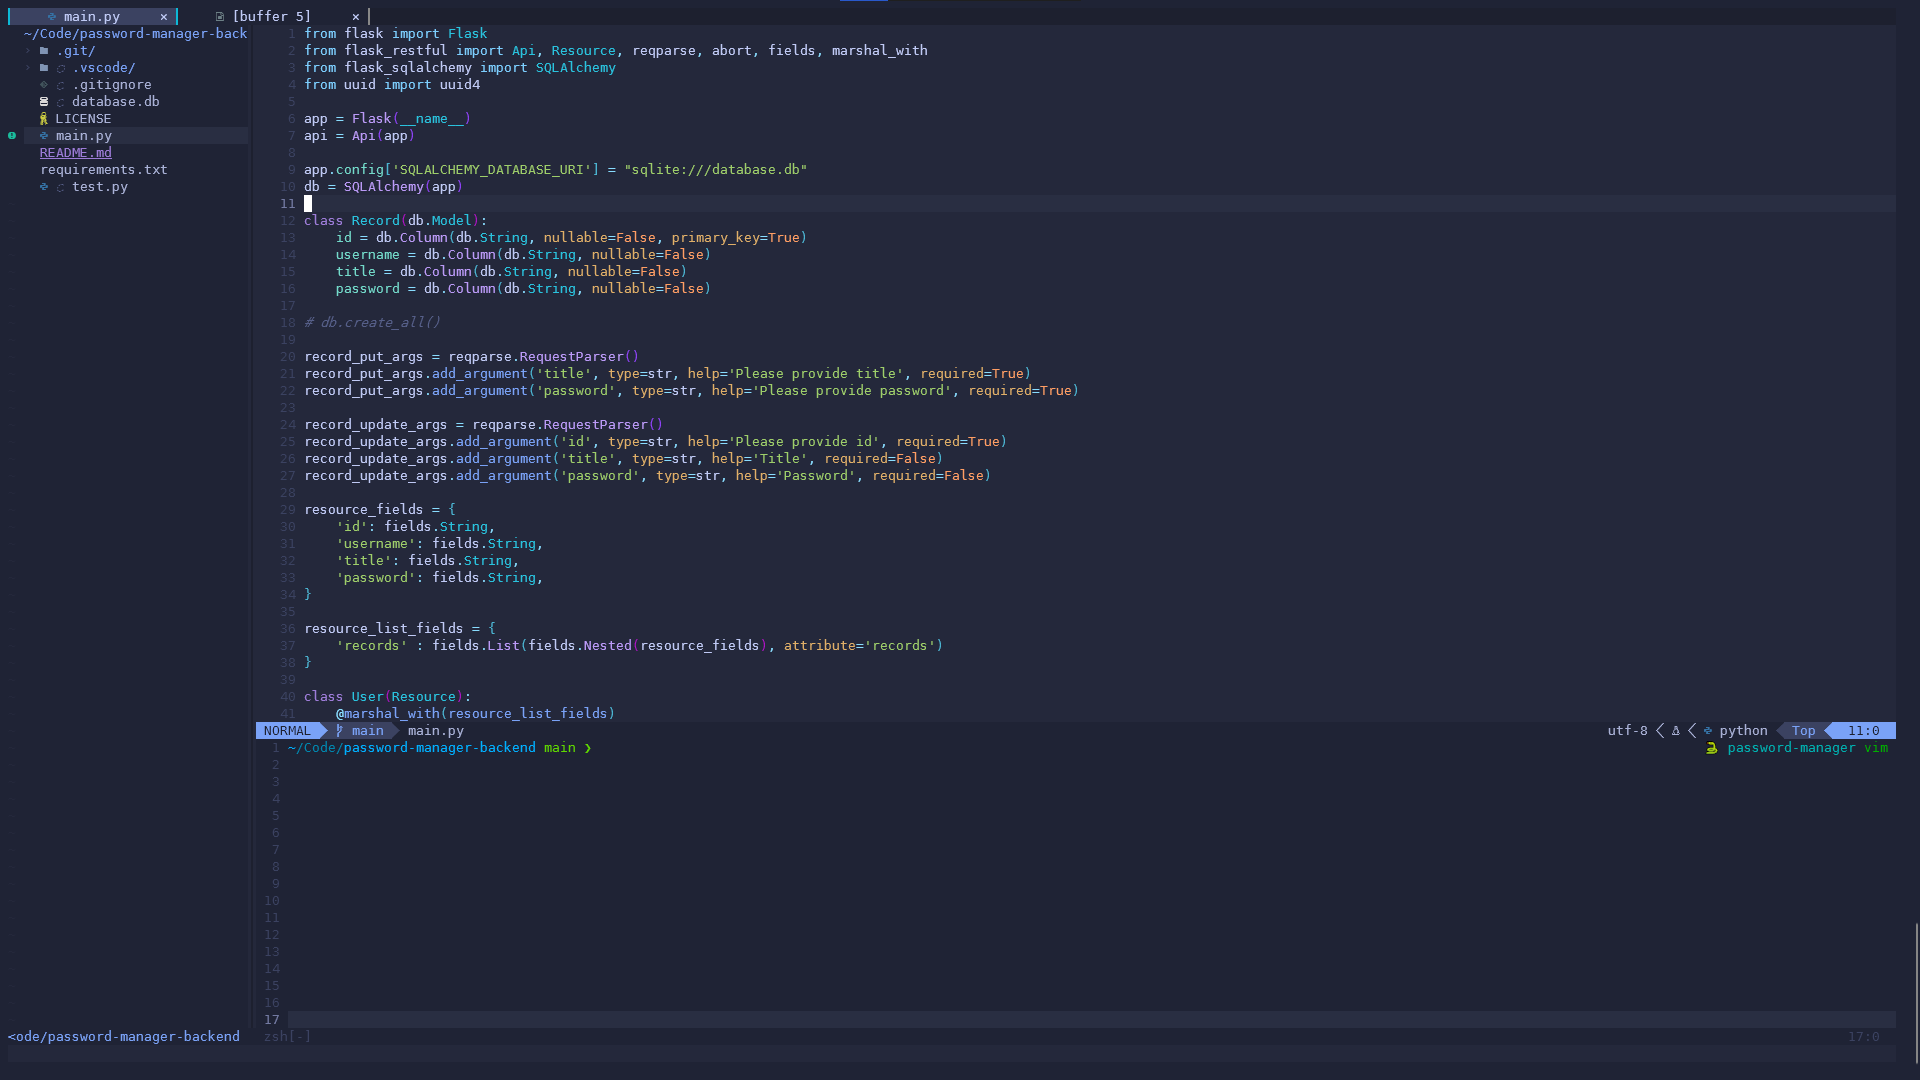 main.py ×
[buffer 5] ×
~/Code/password-manager-back
.git/
.vscode/
.gitignore
database.db
LICENSE
main.py
README.md
requirements.txt
test.py
1 from flask import Flask
2 from flask_restful import Api, Resource, reqparse, abort, fields, marshal_with
3 from flask_sqlalchemy import SQLAlchemy
4 from uuid import uuid4
5
6 app = Flask(__name__)
7 api = Api(app)
8
9 app.config['SQLALCHEMY_DATABASE_URI'] = "sqlite:///database.db"
10 db = SQLAlchemy(app)
11
12 class Record(db.Model):
13     id = db.Column(db.String, nullable=False, primary_key=True)
14     username = db.Column(db.String, nullable=False)
15     title = db.Column(db.String, nullable=False)
16     password = db.Column(db.String, nullable=False)
17
18 # db.create_all()
19
20 record_put_args = reqparse.RequestParser()
21 record_put_args.add_argument('title', type=str, help='Please provide title', required=True)
22 record_put_args.add_argument('password', type=str, help='Please provide password', required=True)
23
24 record_update_args = reqparse.RequestParser()
25 record_update_args.add_argument('id', type=str, help='Please provide id', required=True)
26 record_update_args.add_argument('title', type=str, help='Title', required=False)
27 record_update_args.add_argument('password', type=str, help='Password', required=False)
28
29 resource_fields = {
30     'id': fields.String,
31     'username': fields.String,
32     'title': fields.String,
33     'password': fields.String,
34 }
35
36 resource_list_fields = {
37     'records' : fields.List(fields.Nested(resource_fields), attribute='records')
38 }
39
40 class User(Resource):
41     @marshal_with(resource_list_fields)
NORMAL main main.py utf-8 python Top 11:0
1 ~/Code/password-manager-backend main ❯ password-manager vim
2
3
4
5
6
7
8
9
10
11
12
13
14
15
16
17
<ode/password-manager-backend zsh[-] 17:0